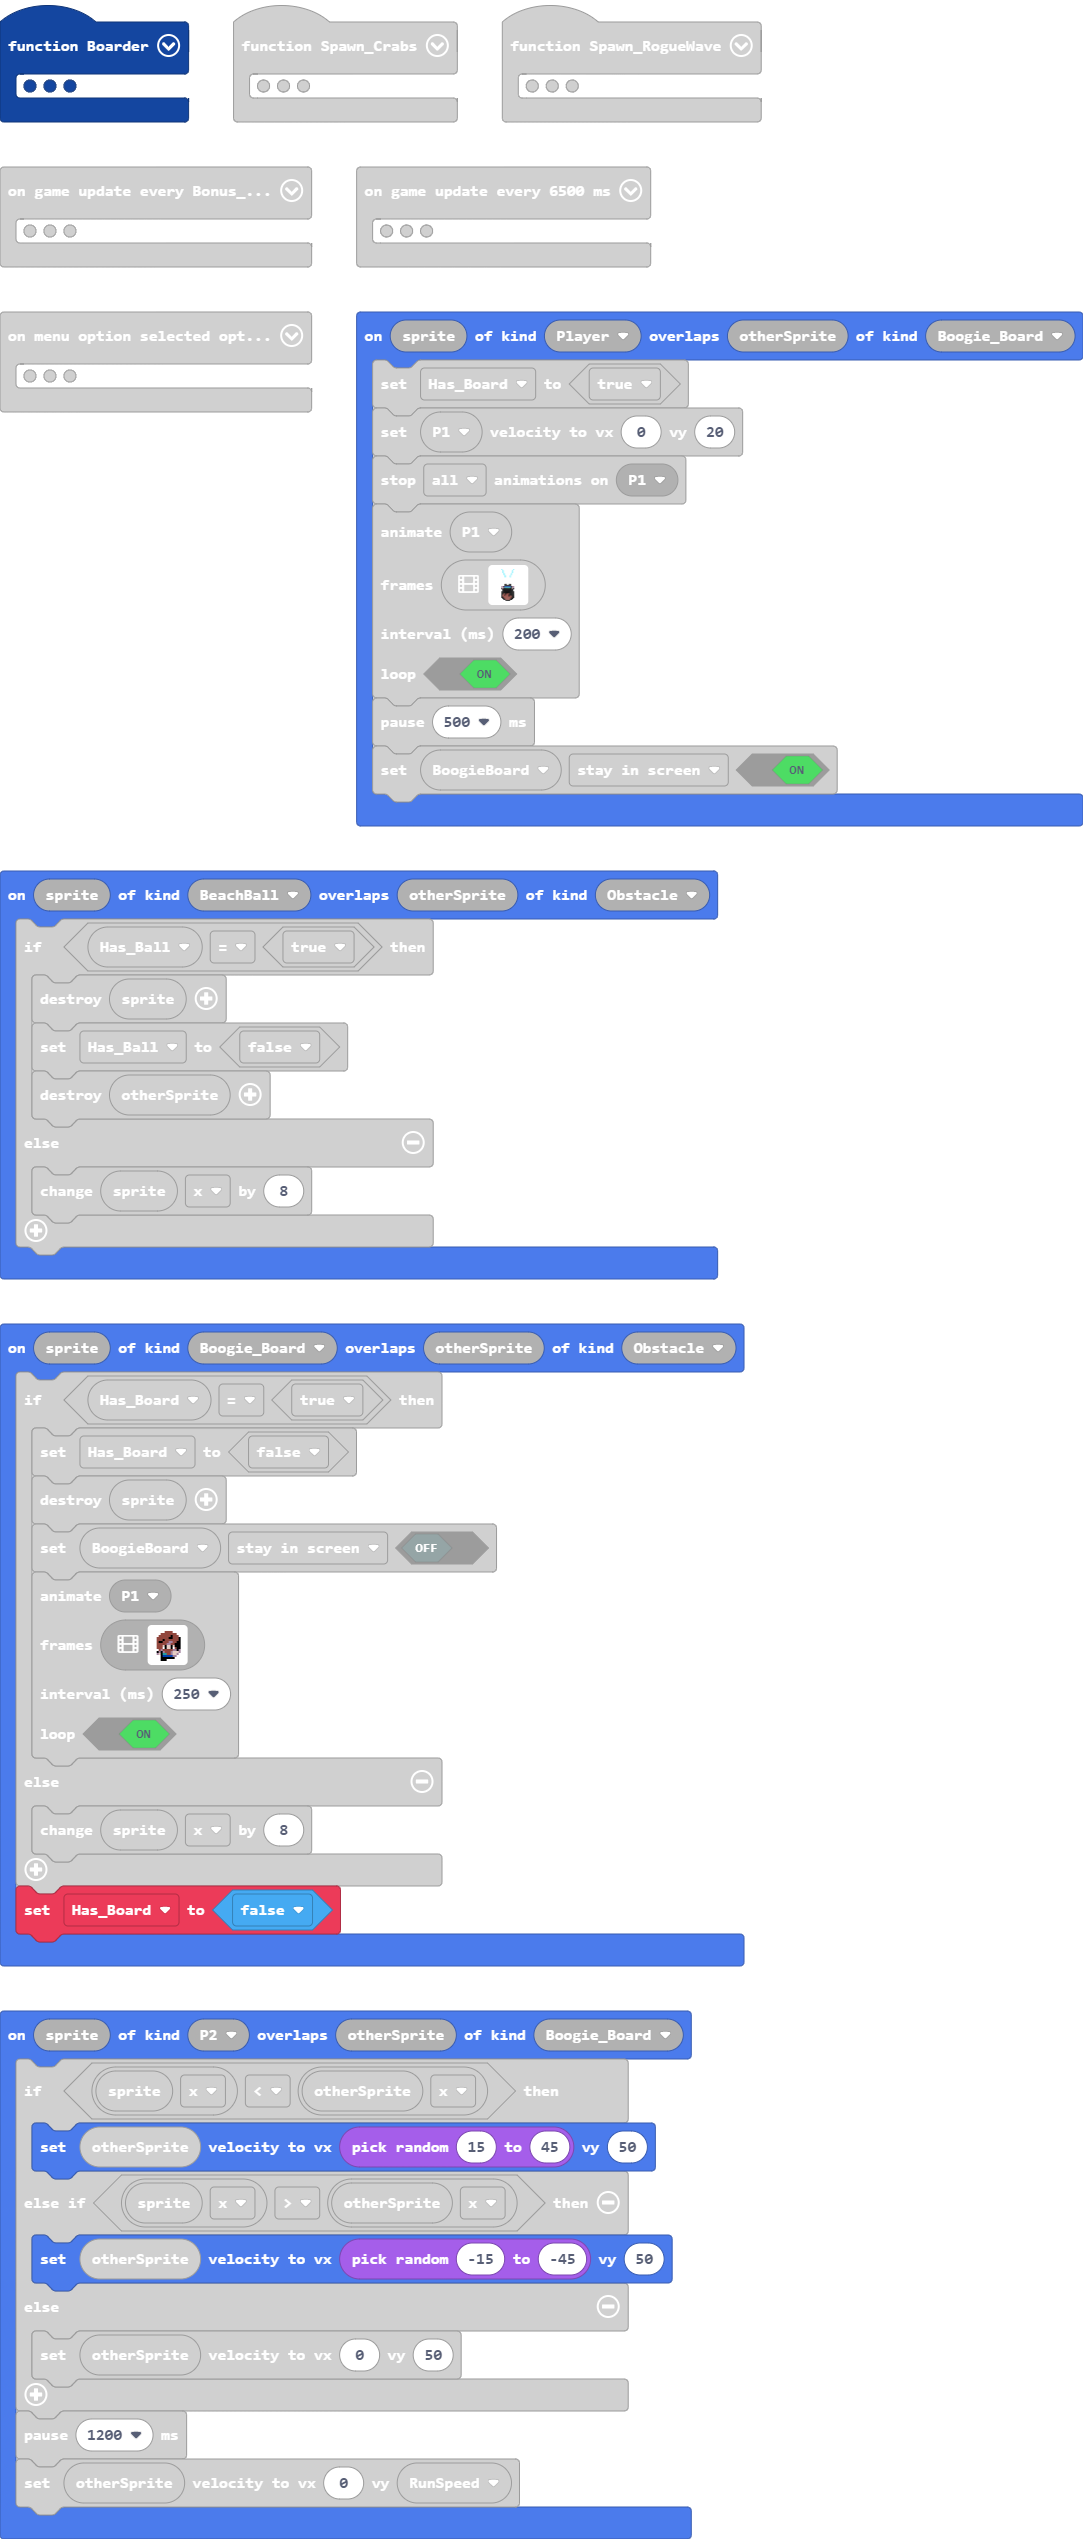 function Boarder
function Spawn_Crabs
function Spawn_RogueWave
on game update every Bonus_...
on game update every 6500 ms
on menu option selected opt...
on sprite of kind Player overlaps otherSprite of kind Boogie_Board
set Has_Board to true
set P1 velocity to vx 0 vy 20
stop all animations on P1
animate P1
frames
interval (ms) 200
loop ON
pause 500 ms
set BoogieBoard stay in screen ON
on sprite of kind BeachBall overlaps otherSprite of kind Obstacle
if Has_Ball = true then
destroy sprite
set Has_Ball to false
destroy otherSprite
else
change sprite x by 8
on sprite of kind Boogie_Board overlaps otherSprite of kind Obstacle
if Has_Board = true then
set Has_Board to false
destroy sprite
set BoogieBoard stay in screen OFF
animate P1
frames
interval (ms) 250
loop ON
else
change sprite x by 8
set Has_Board to false
on sprite of kind P2 overlaps otherSprite of kind Boogie_Board
if sprite x < otherSprite x then
set otherSprite velocity to vx pick random 15 to 45 vy 50
else if sprite x > otherSprite x then
set otherSprite velocity to vx pick random -15 to -45 vy 50
else
set otherSprite velocity to vx 0 vy 50
pause 1200 ms
set otherSprite velocity to vx 0 vy RunSpeed